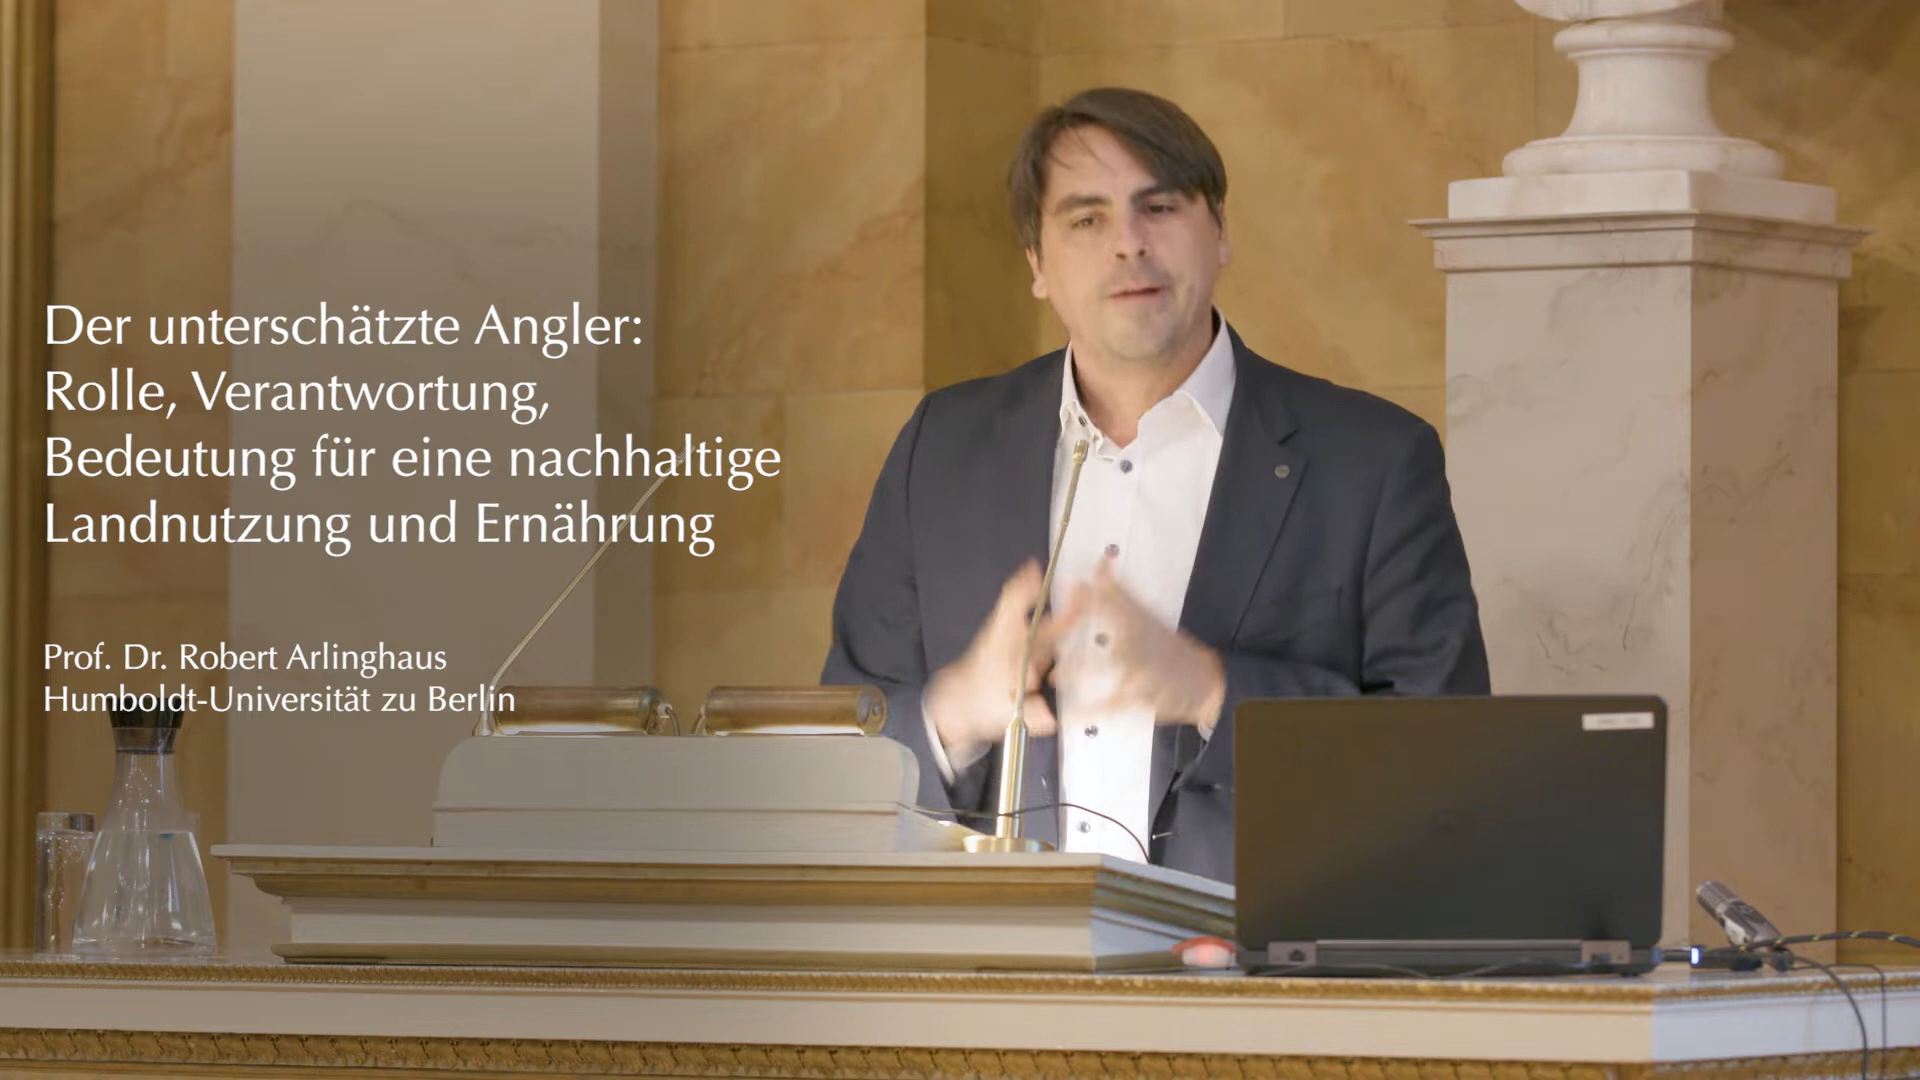 Der unterschätzte Angler:
Rolle, Verantwortung,
Bedeutung für eine nachhaltige
Landnutzung und Ernährung
Prof. Dr. Robert Arlinghaus
Humboldt-Universität zu Berlin